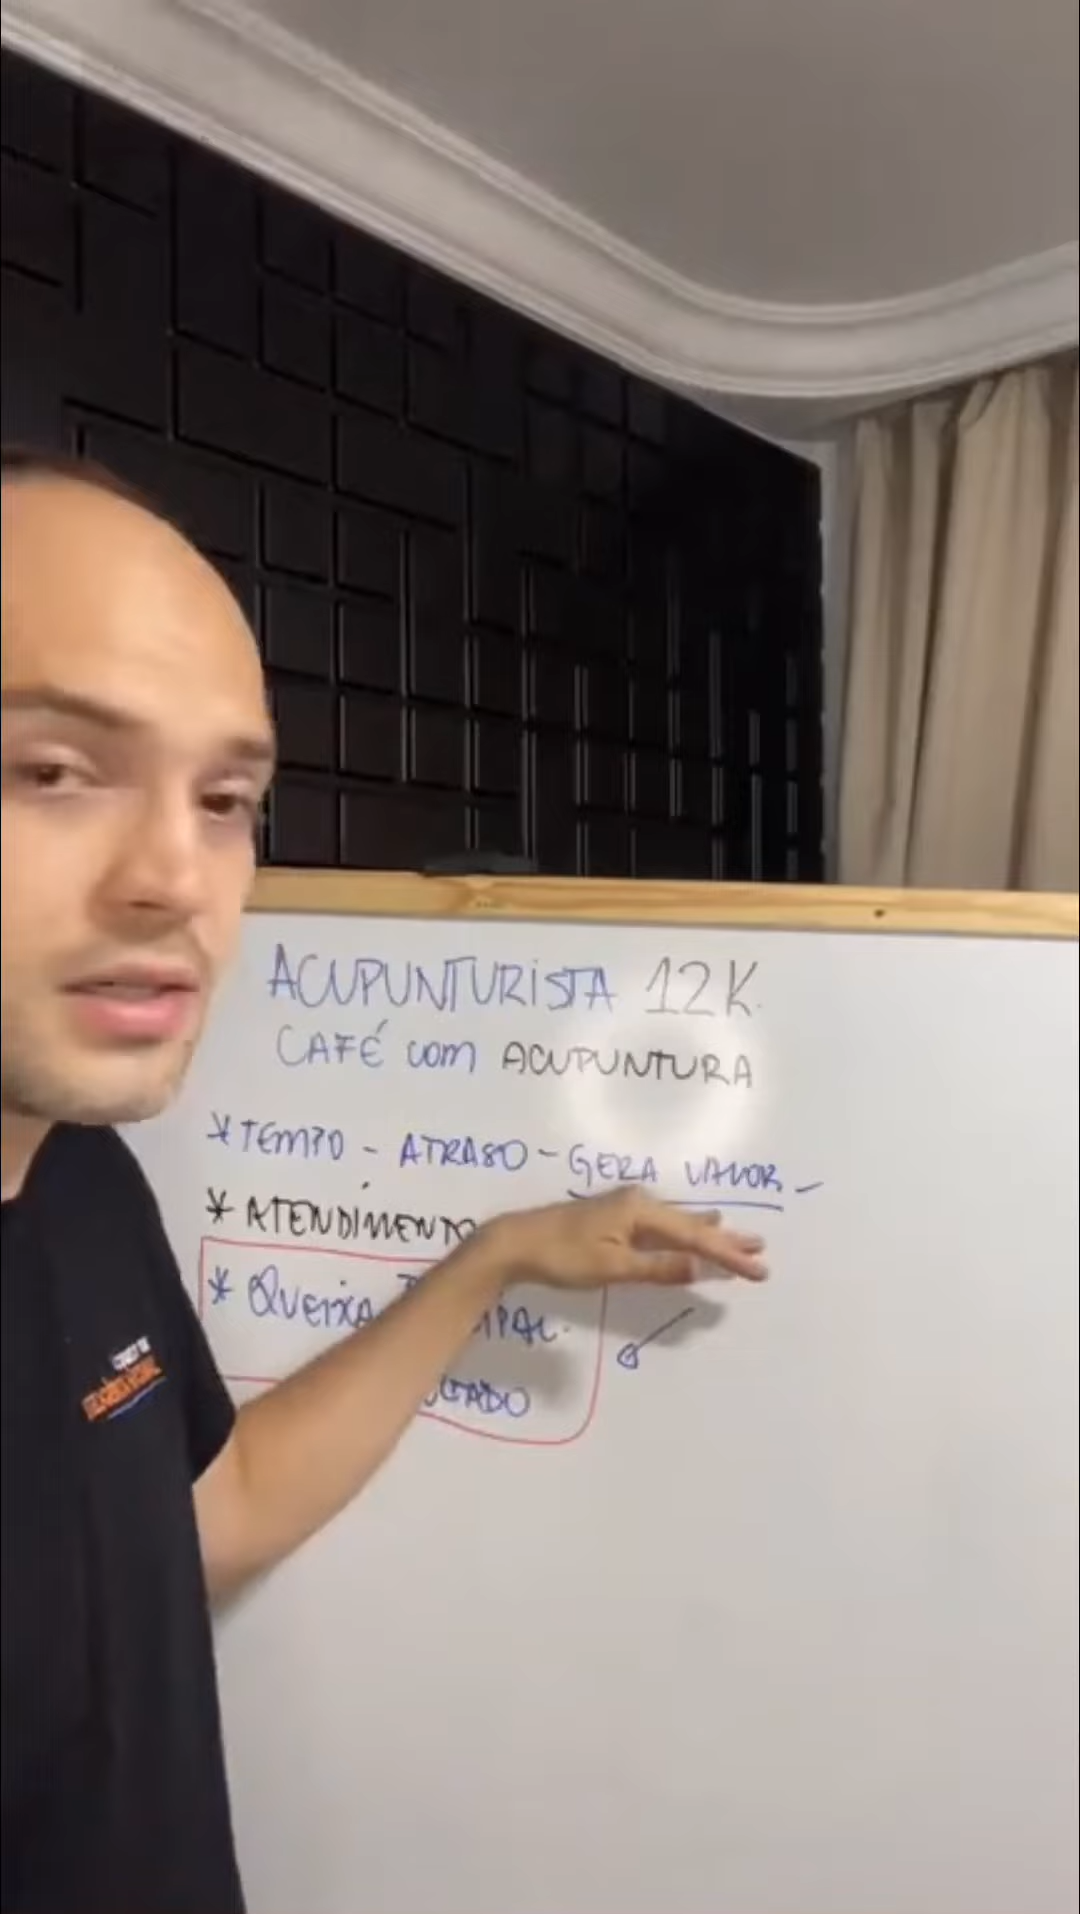 ACUPUNTURISTA 12K.
CAFÉ com ACUPUNTURA
* TEMPO - ATRASO - GERA VALOR -
* ATENDIMENTO
* QUEIXA